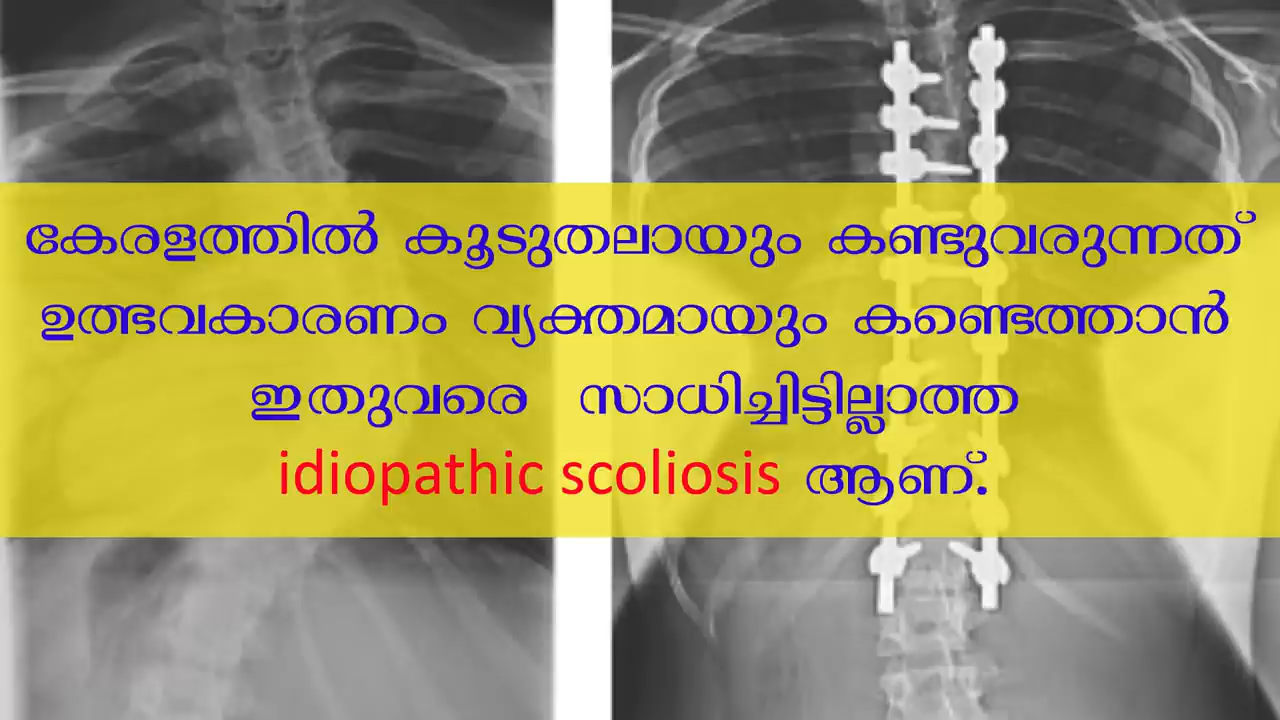 കേരളത്തിൽ കൂടുതലായും കണ്ടുവരുന്നത്
ഉത്ഭവകാരണം വ്യക്തമായും കണ്ടെത്താൻ
ഇതുവരെ സാധിച്ചിട്ടില്ലാത്ത
idiopathic scoliosis ആണ്.